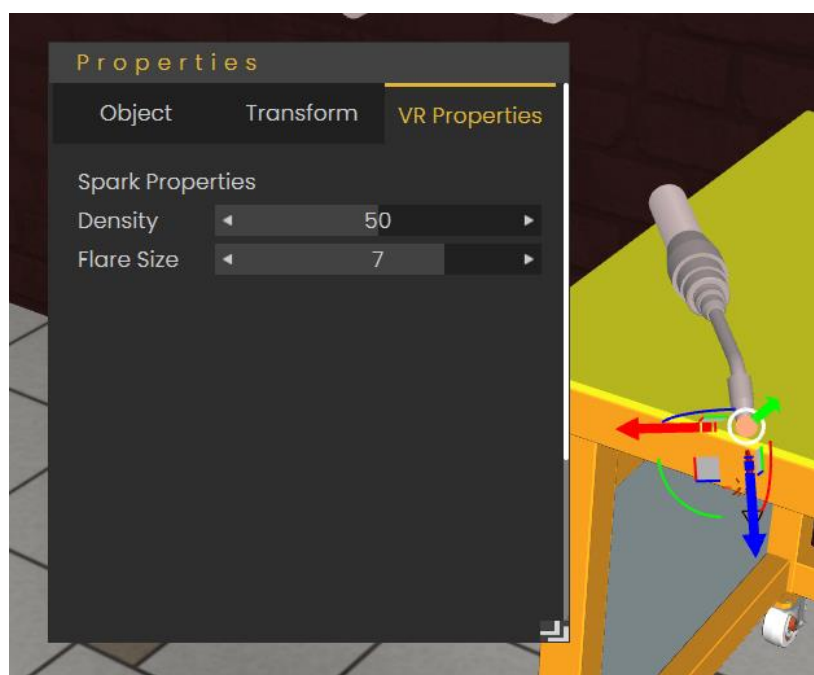 Properties
Object Transform VR Properties
Spark Properties
Density 50
Flare Size 7